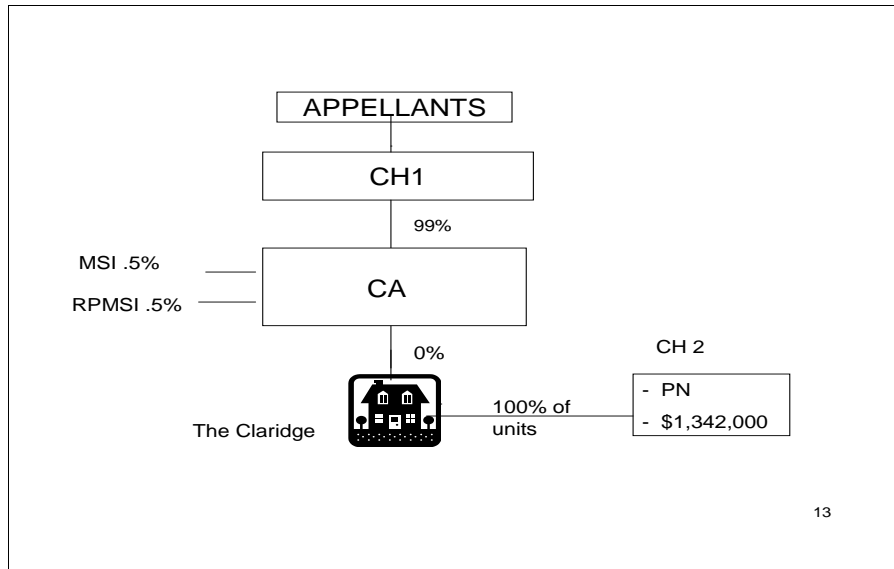 APPELLANTS
CH1
99%
MSI .5%
CA
RPMSI .5%
0%
CH 2
- PN
- $1,342,000
100% of
units
The Claridge
13